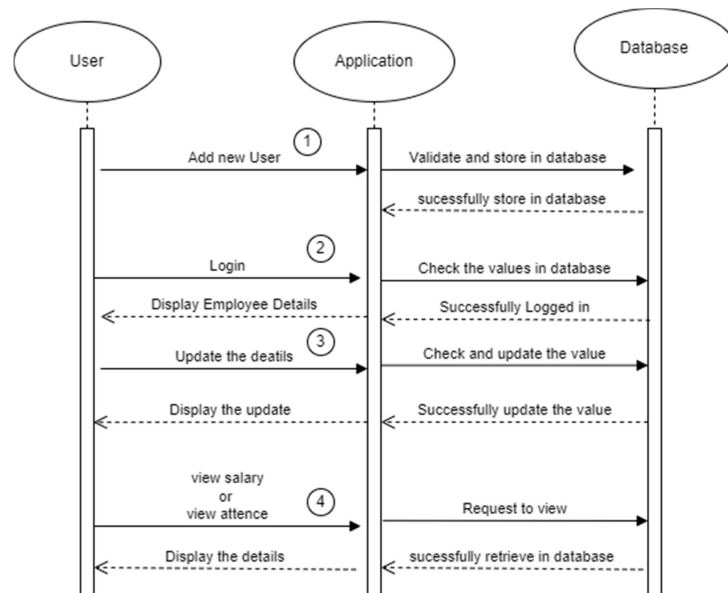 User
Application
Database
1
Add new User
Validate and store in database
sucessfully store in database
2
Login
Check the values in database
Display Employee Details
Successfully Logged in
3
Update the deatils
Check and update the value
Display the update
Successfully update the value
view salary
or
view attence
4
Request to view
Display the details
sucessfully retrieve in database